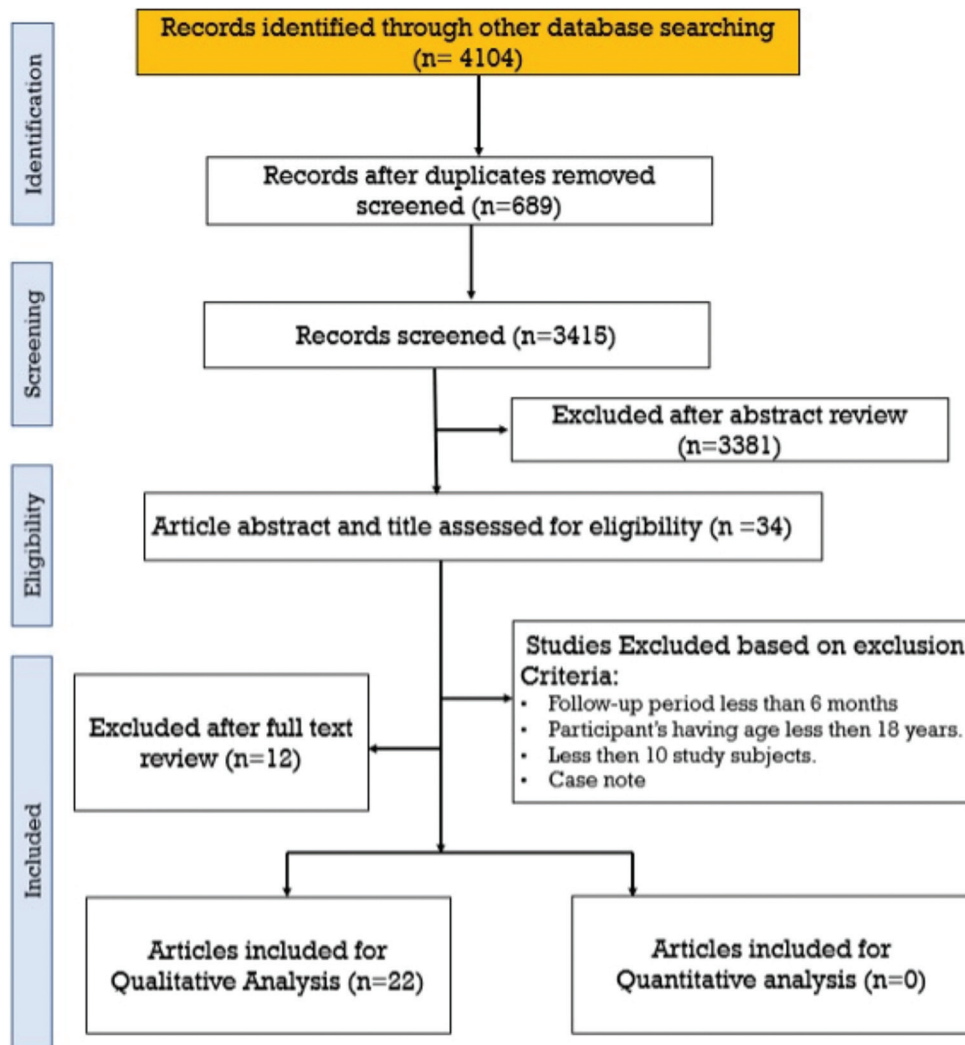 Identification
Records identified through other database searching
(n= 4104)
Records after duplicates removed
screened (n=689)
Screening
Records screened (n=3415)
Excluded after abstract review
(n=3381)
Eligibility
Article abstract and title assessed for eligibility (n =34)
Included
Studies Excluded based on exclusion
Criteria:
• Follow-up period less than 6 months
• Participant's having age less then 18 years.
• Less then 10 study subjects.
• Case note
Excluded after full text
review (n=12)
Articles included for
Qualitative Analysis (n=22)
Articles included for
Quantitative analysis (n=0)